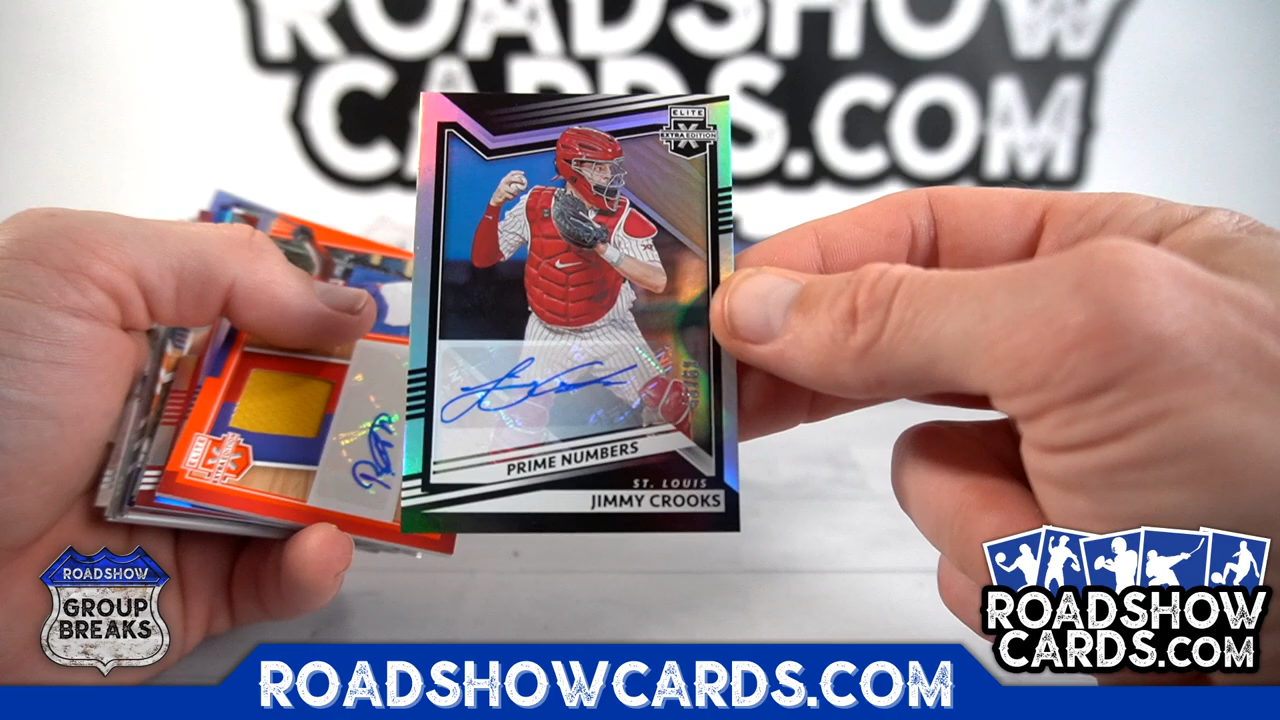 ROADSHOW
CARDS.COM
ELITE
EXTRA EDITION
PRIME NUMBERS
ST. LOUIS
JIMMY CROOKS
ELITE
ROADSHOW
GROUP
BREAKS
ROADSHOW
CARDS.COM
ROADSHOWCARDS.COM